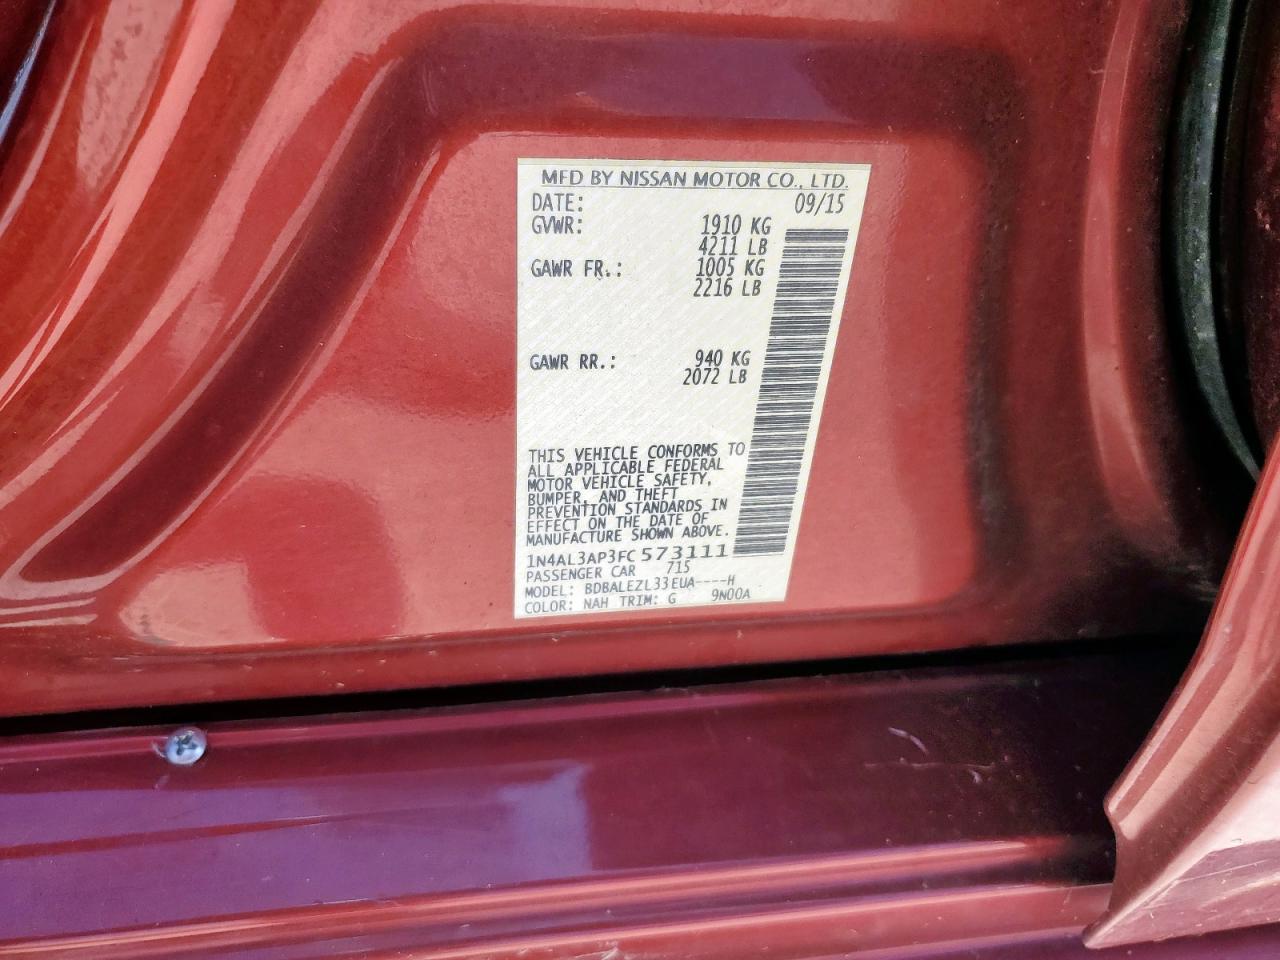 MFD BY NISSAN MOTOR CO., LTD.
DATE: 09/15
GVWR: 1910 KG
4211 LB
GAWR FR.: 1005 KG
2216 LB
GAWR RR.: 940 KG
2072 LB
THIS VEHICLE CONFORMS TO
ALL APPLICABLE FEDERAL
MOTOR VEHICLE SAFETY,
BUMPER, AND THEFT
PREVENTION STANDARDS IN
EFFECT ON THE DATE OF
MANUFACTURE SHOWN ABOVE.
1N4AL3AP3FC573111
PASSENGER CAR 715
MODEL: BDBALEZL33EUA----H
COLOR: NAH TRIM: G 9N00A